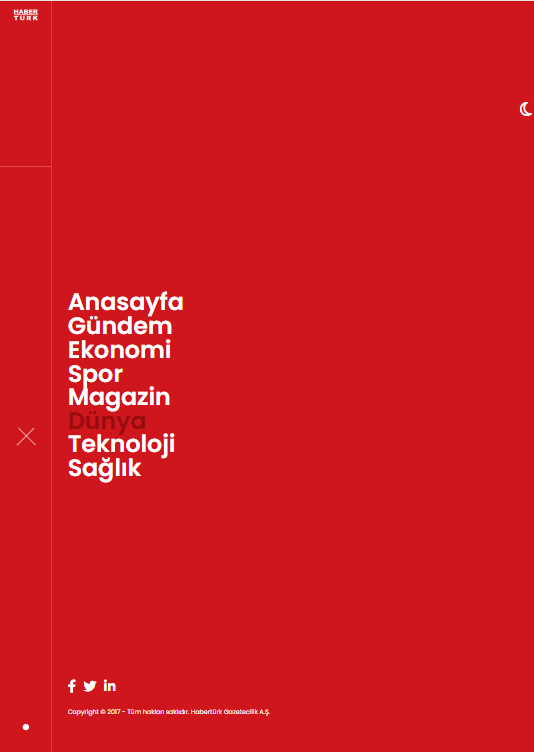 HABER
TÜRK
Anasayfa
Gündem
Ekonomi
Spor
Magazin
Dünya
Teknoloji
Sağlık
Copyright © 2017 - Tüm hakları saklıdır. Habertürk Gazetecilik A.Ş.